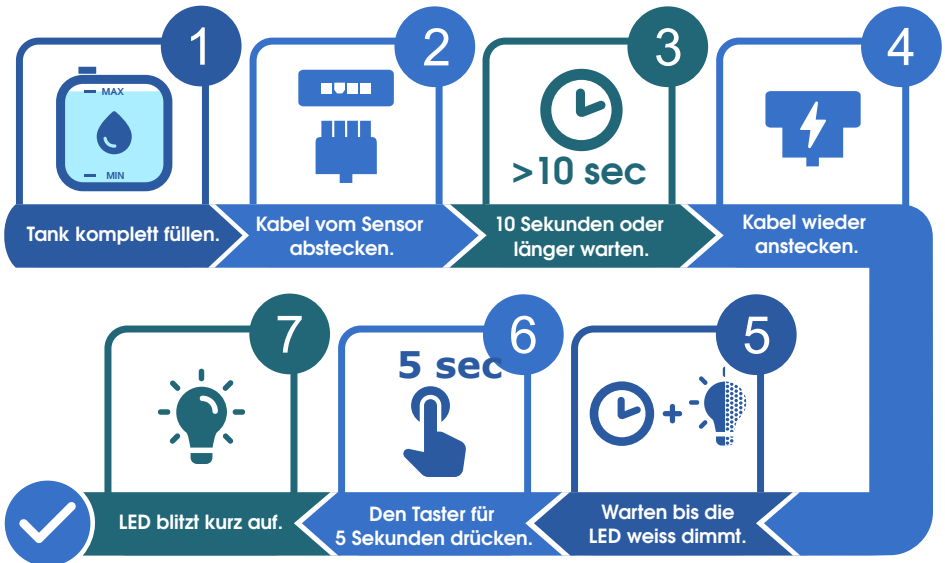 1
MAX
MIN
Tank komplett füllen.
2
Kabel vom Sensor
abstecken.
3
>10 sec
10 Sekunden oder
länger warten.
4
Kabel wieder
anstecken.
5
+
Warten bis die
LED weiss dimmt.
6
5 sec
Den Taster für
5 Sekunden drücken.
7
LED blitzt kurz auf.